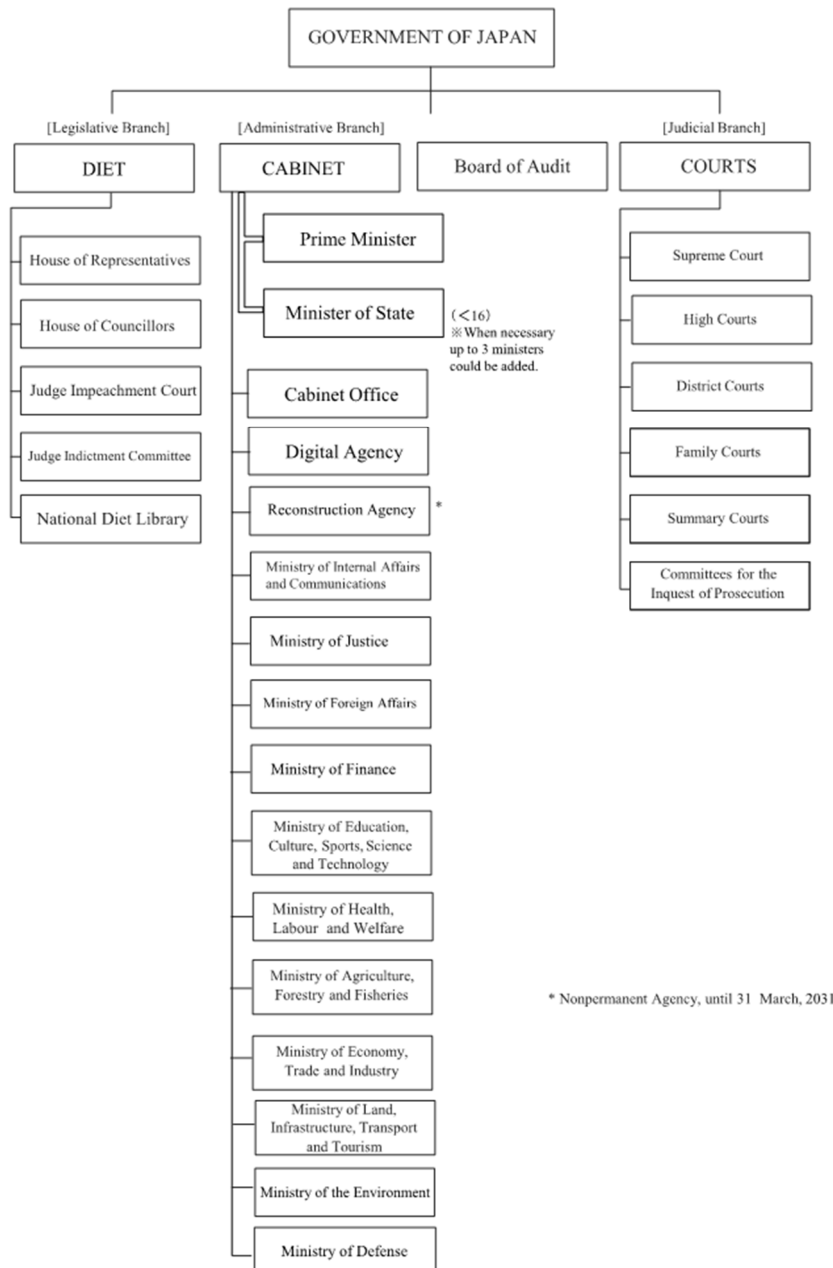 GOVERNMENT OF JAPAN
[Legislative Branch]
DIET
House of Representatives
House of Councillors
Judge Impeachment Court
Judge Indictment Committee
National Diet Library
[Administrative Branch]
CABINET
Prime Minister
Minister of State
(<16)
※When necessary
up to 3 ministers
could be added.
Cabinet Office
Digital Agency
Reconstruction Agency *
Ministry of Internal Affairs
and Communications
Ministry of Justice
Ministry of Foreign Affairs
Ministry of Finance
Ministry of Education,
Culture, Sports, Science
and Technology
Ministry of Health,
Labour and Welfare
Ministry of Agriculture,
Forestry and Fisheries
Ministry of Economy,
Trade and Industry
Ministry of Land,
Infrastructure, Transport
and Tourism
Ministry of the Environment
Ministry of Defense
Board of Audit
[Judicial Branch]
COURTS
Supreme Court
High Courts
District Courts
Family Courts
Summary Courts
Committees for the
Inquest of Prosecution
* Nonpermanent Agency, until 31 March, 2031